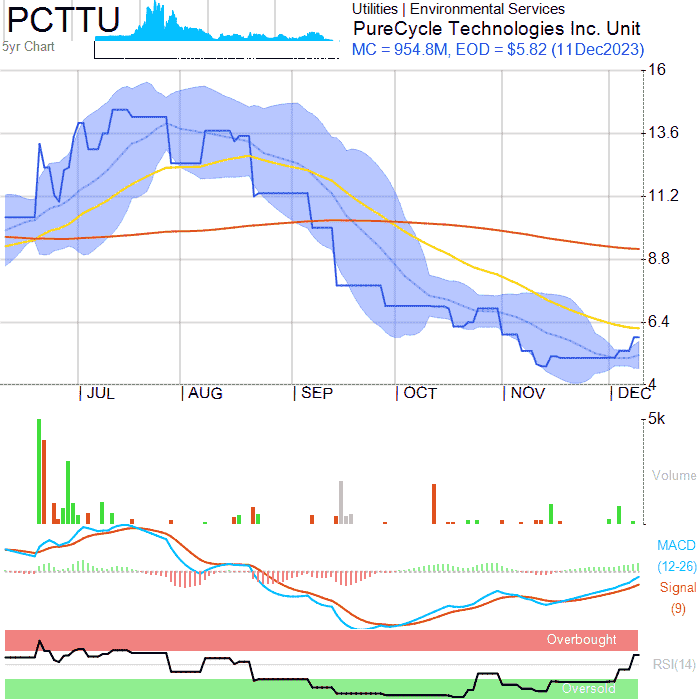 PCTTU
5yr Chart
Utilities | Environmental Services
PureCycle Technologies Inc. Unit
MC = 954.8M, EOD = $5.82 (11Dec2023)
16
13.6
11.2
8.8
6.4
4
JUL AUG SEP OCT NOV DEC
5k
Volume
MACD
(12-26)
Signal
(9)
Overbought
RSI(14)
Oversold